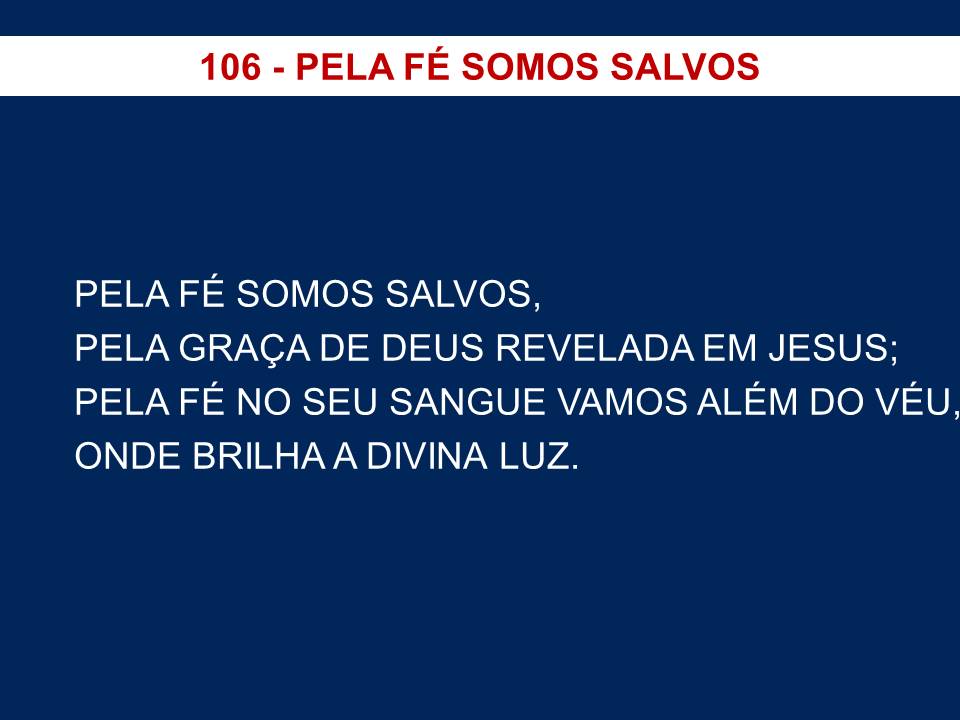 106 - PELA FÉ SOMOS SALVOS
PELA FÉ SOMOS SALVOS,
PELA GRAÇA DE DEUS REVELADA EM JESUS;
PELA FÉ NO SEU SANGUE VAMOS ALÉM DO VÉU,
ONDE BRILHA A DIVINA LUZ.